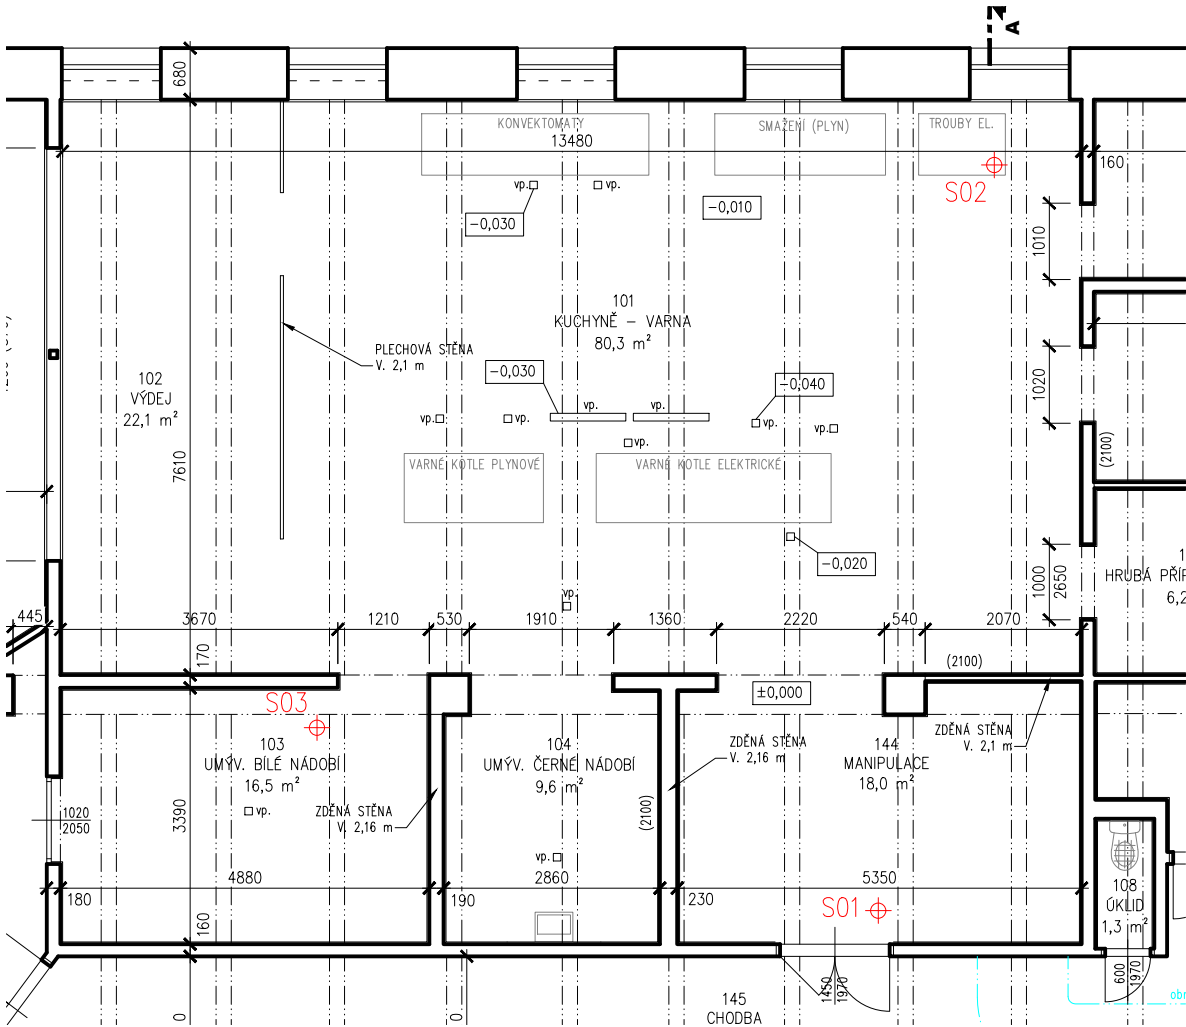 A
680
KONVEKTOMATY
SMAŽENÍ (PLYN)
TROUBY EL.
13480
160
vp.
vp.
S02
-0,030
-0,010
1010
101
KUCHYNĚ - VARNA
80,3 m²
PLECHOVÁ STĚNA
V. 2,1 m
102
VÝDEJ
22,1 m²
-0,030
-0,040
1020
vp.
vp.
vp.
vp.
vp.
vp.
vp.
(2100)
VARNÉ KOTLE PLYNOVÉ
VARNÉ KOTLE ELEKTRICKÉ
7610
-0,020
1000
2650
HRUBÁ
6,2
vp.
445
3670
1210
530
1910
1360
2220
540
2070
170
(2100)
±0,000
S03
103
UMÝV. BÍLÉ NÁDOBÍ
16,5 m²
vp.
104
UMÝV. ČERNÉ NÁDOBÍ
9,6 m²
ZDĚNÁ STĚNA
V. 2,16 m
144
MANIPULACE
18,0 m²
ZDĚNÁ STĚNA
V. 2,1 m
ZDĚNÁ STĚNA
V. 2,16 m
1020
2050
3390
(2100)
vp.
4880
2860
5350
180
190
230
160
S01
108
ÚKLID
1,3 m²
600
1970
1450
1970
145
CHODBA
0
0